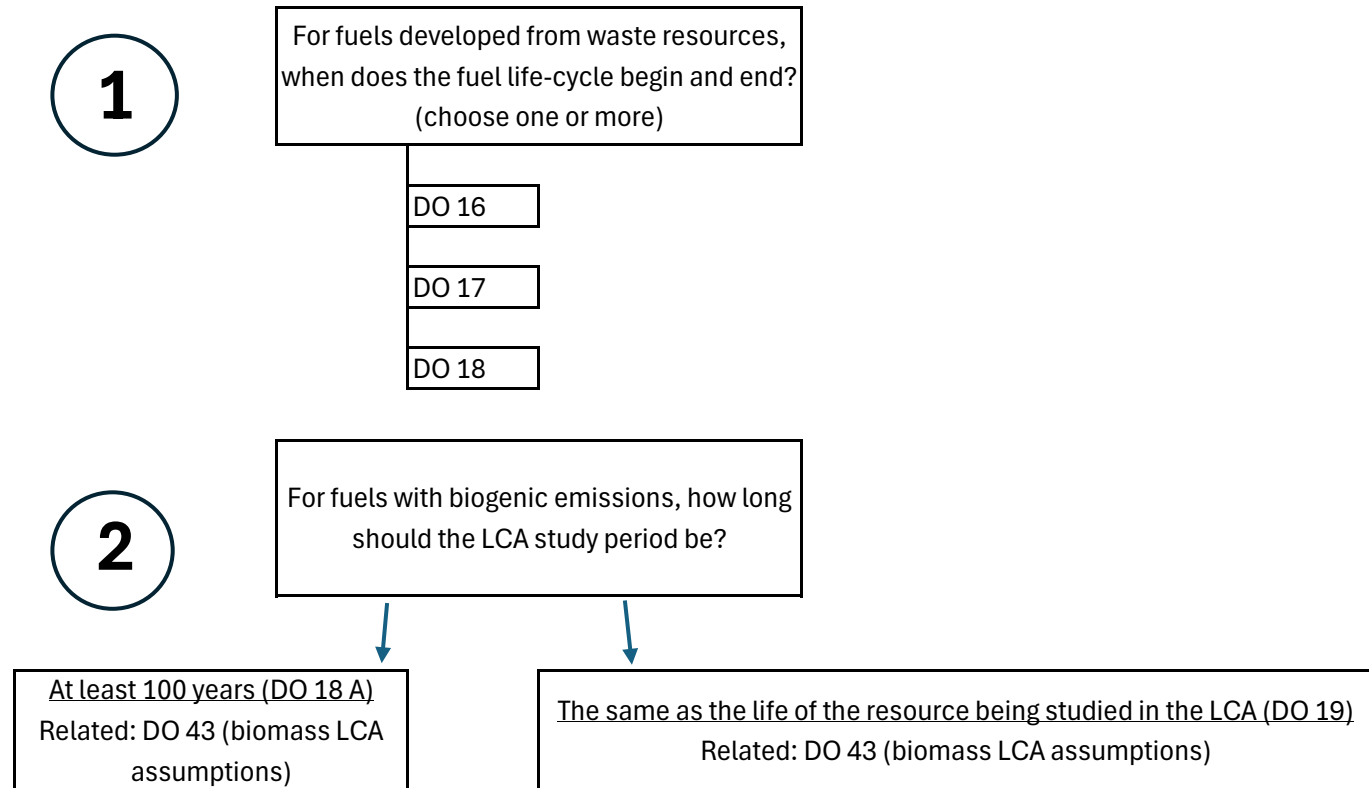 1
For fuels developed from waste resources,
when does the fuel life-cycle begin and end?
(choose one or more)
DO 16
DO 17
DO 18
2
For fuels with biogenic emissions, how long
should the LCA study period be?
At least 100 years (DO 18 A)
Related: DO 43 (biomass LCA
assumptions)
The same as the life of the resource being studied in the LCA (DO 19)
Related: DO 43 (biomass LCA assumptions)